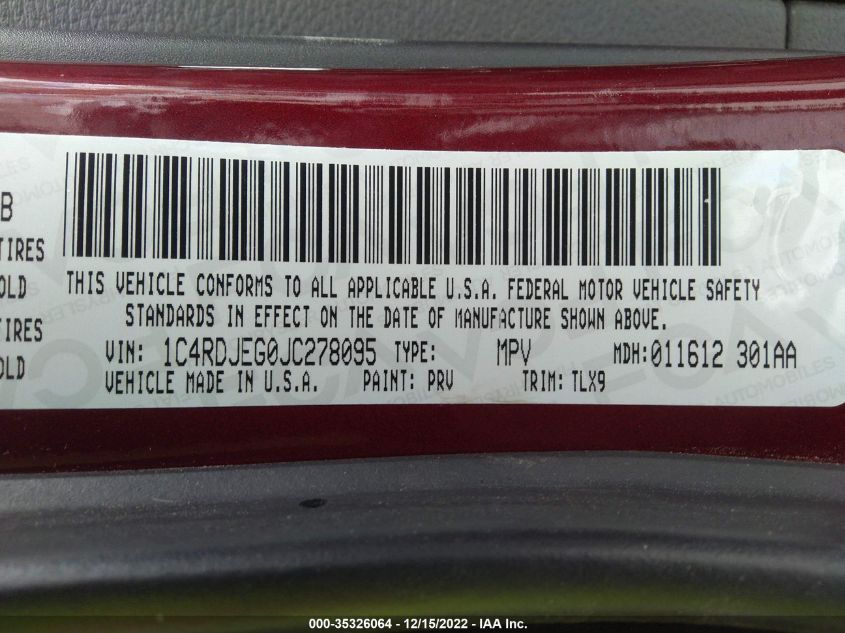 B
TIRES
OLD
TIRES
OLD
THIS VEHICLE CONFORMS TO ALL APPLICABLE U.S.A. FEDERAL MOTOR VEHICLE SAFETY
STANDARDS IN EFFECT ON THE DATE OF MANUFACTURE SHOWN ABOVE.
VIN: 1C4RDJEG0JC278095 TYPE: MPV MDH:011612 301AA
VEHICLE MADE IN U.S.A. PAINT: PRV TRIM: TLX9
000-35326064 - 12/15/2022 - IAA Inc.